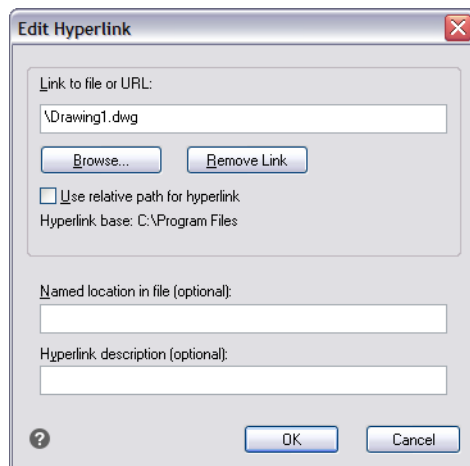 Edit Hyperlink
Link to file or URL:
\Drawing1.dwg
Browse... Remove Link
Use relative path for hyperlink
Hyperlink base: C:\Program Files
Named location in file (optional):
Hyperlink description (optional):
? OK Cancel